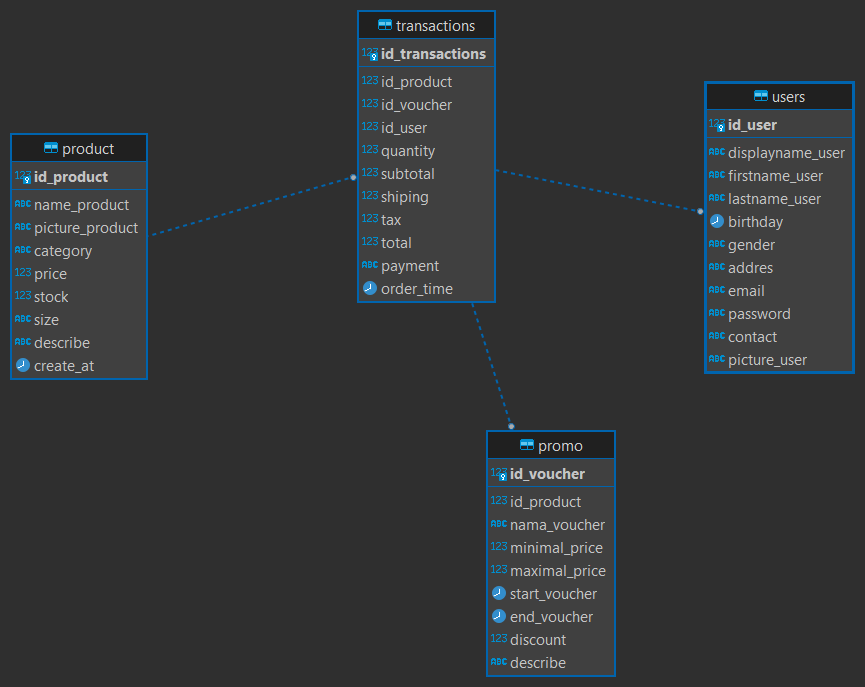 transactions
123 id_transactions
123 id_product
123 id_voucher
123 id_user
123 quantity
123 subtotal
123 shiping
123 tax
123 total
ABC payment
order_time
users
123 id_user
ABC displayname_user
ABC firstname_user
ABC lastname_user
birthday
ABC gender
ABC addres
ABC email
ABC password
ABC contact
ABC picture_user
product
123 id_product
ABC name_product
ABC picture_product
ABC category
123 price
123 stock
ABC size
ABC describe
create_at
promo
123 id_voucher
123 id_product
ABC nama_voucher
123 minimal_price
123 maximal_price
start_voucher
end_voucher
123 discount
ABC describe